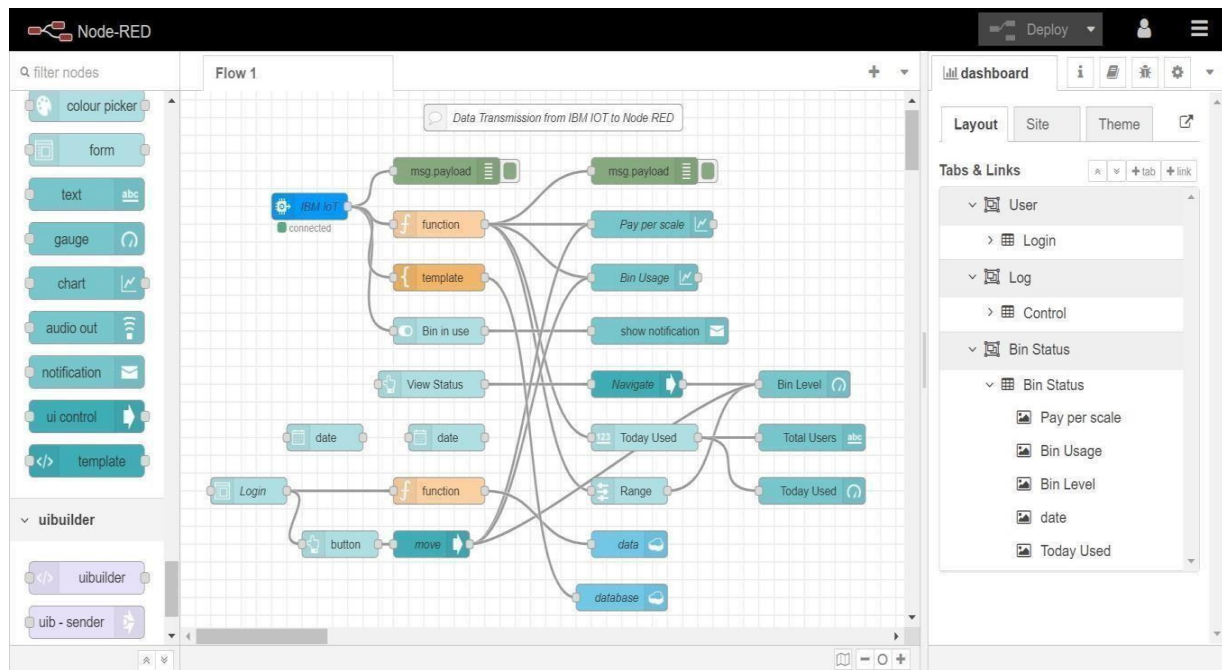 Node-RED
Deploy
filter nodes
Flow 1
dashboard
i
colour picker
form
text
abc
gauge
chart
audio out
notification
ui control
template
uibuilder
uibuilder
uib - sender
Data Transmission from IBM IOT to Node RED
msg.payload
msg.payload
IBM IoT
connected
f
function
Pay per scale
template
Bin Usage
Bin in use
show notification
View Status
Navigate
Bin Level
date
date
123
Today Used
Total Users
abc
Login
f
function
Range
Today Used
button
move
data
database
Layout
Site
Theme
Tabs & Links
+ tab
+ link
User
Login
Log
Control
Bin Status
Bin Status
Pay per scale
Bin Usage
Bin Level
date
Today Used